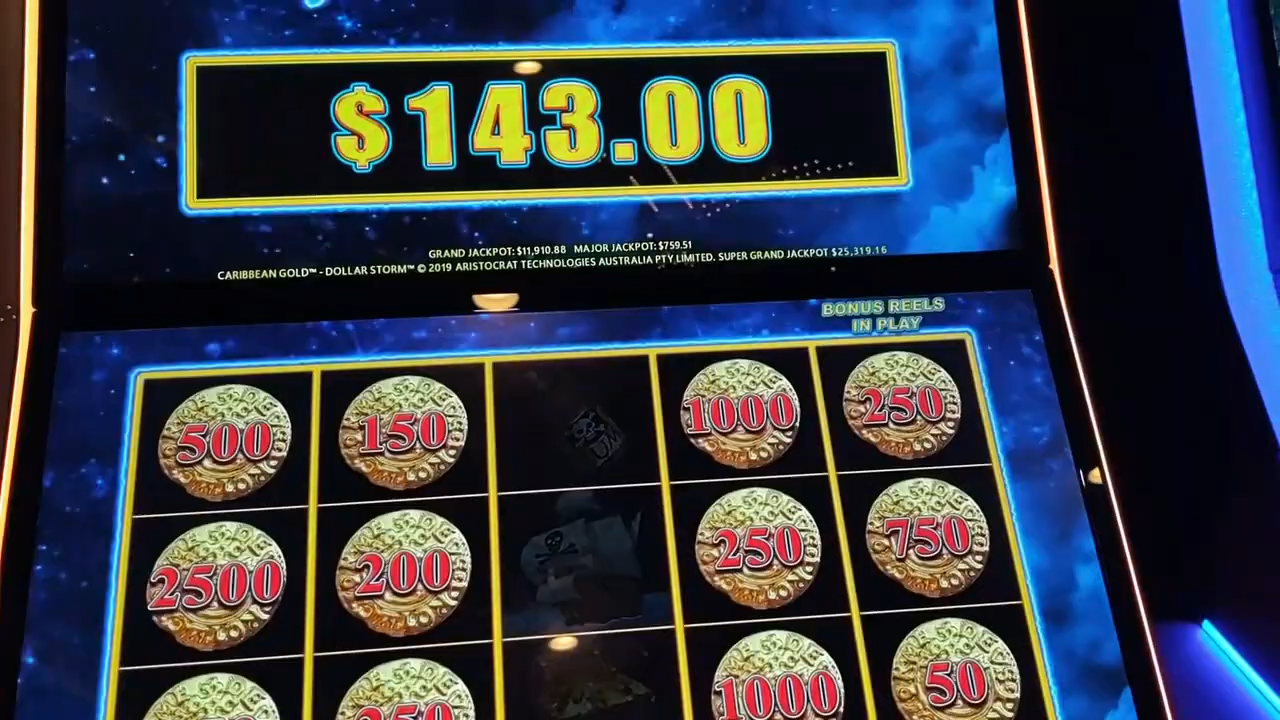 $143.00
GRAND JACKPOT: $11,910.88 MAJOR JACKPOT: $759.51
CARIBBEAN GOLD™ - DOLLAR STORM™ © 2019 ARISTOCRAT TECHNOLOGIES AUSTRALIA PTY LIMITED. SUPER GRAND JACKPOT $25,319.16
BONUS REELS
IN PLAY
500 150 1000 250
2500 200 250 750
250 1000 50